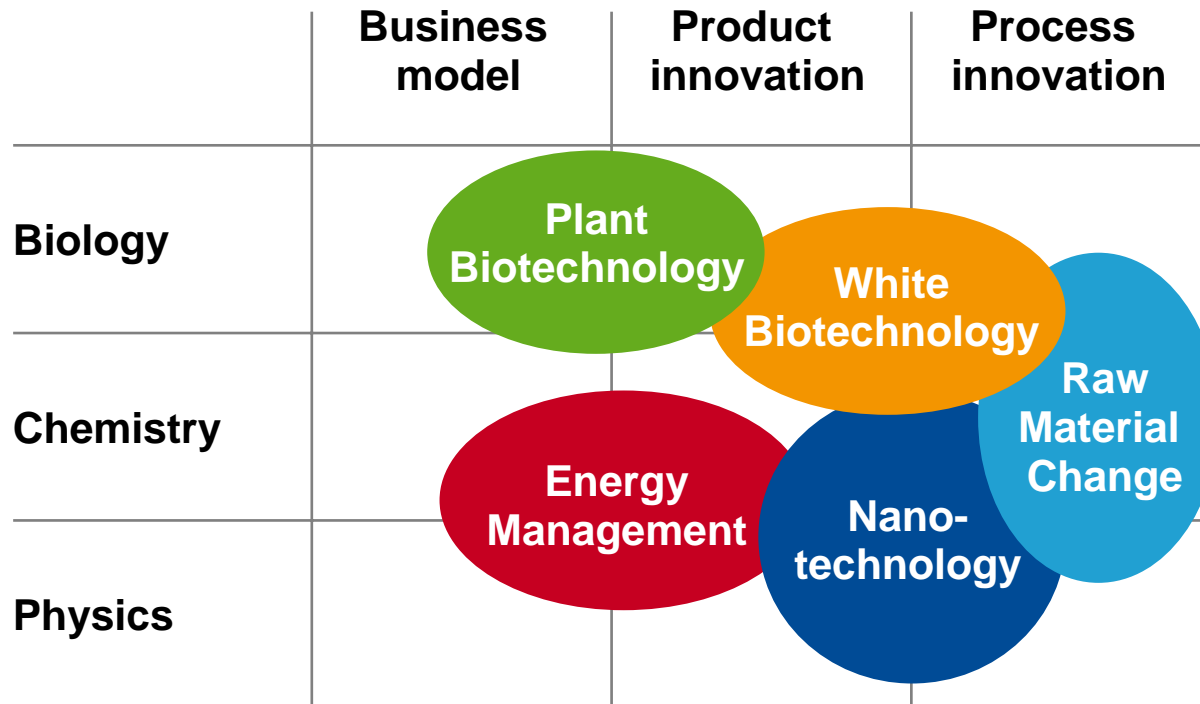 Business
model
Product
innovation
Process
innovation
Biology
Plant
Biotechnology
White
Biotechnology
Raw
Material
Change
Chemistry
Energy
Management
Nano-
technology
Physics